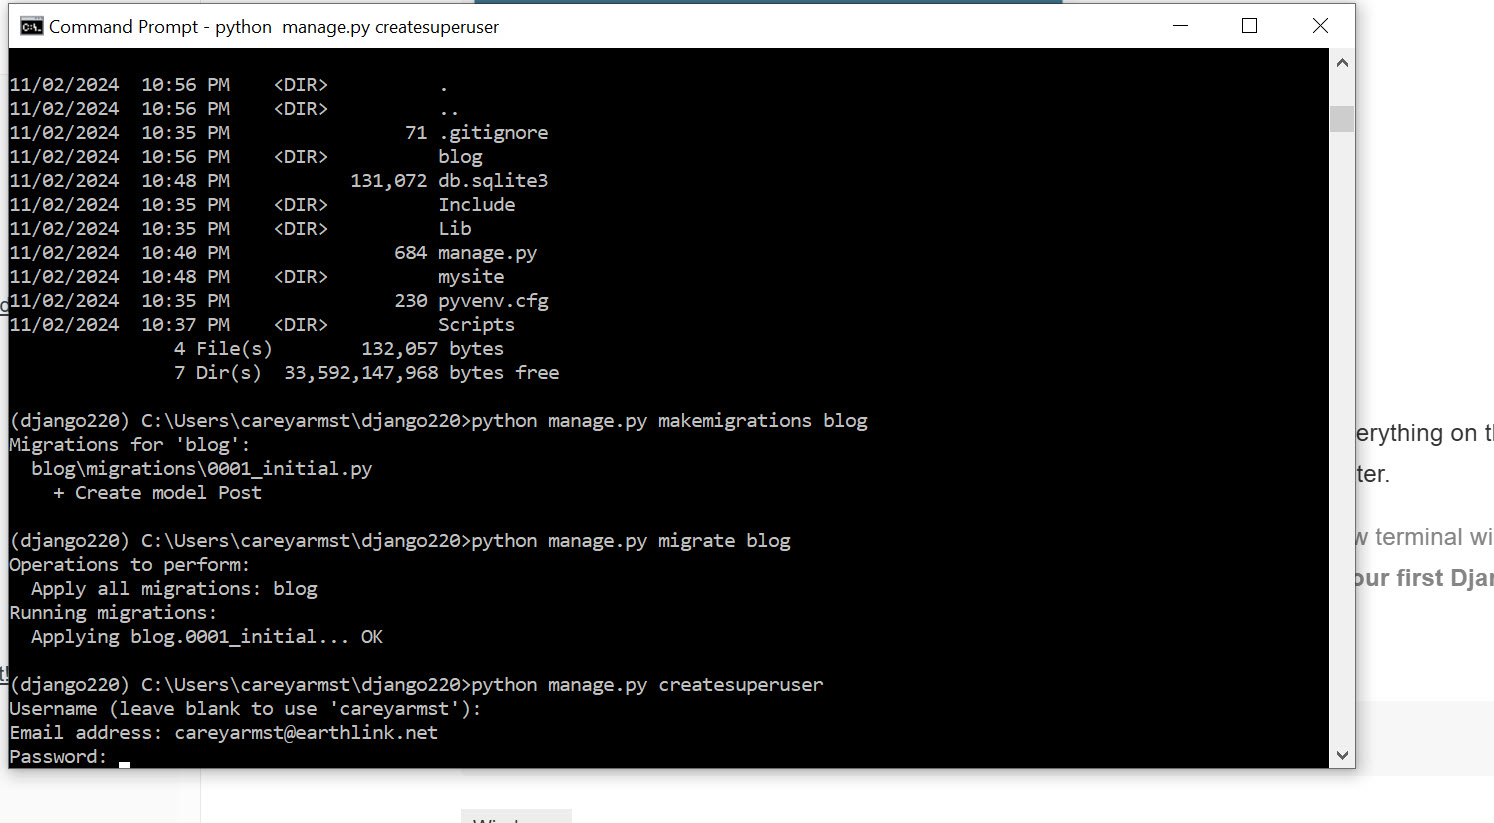 Command Prompt - python  manage.py createsuperuser
11/02/2024  10:56 PM    <DIR>          .
11/02/2024  10:56 PM    <DIR>          ..
11/02/2024  10:35 PM                71 .gitignore
11/02/2024  10:56 PM    <DIR>          blog
11/02/2024  10:48 PM           131,072 db.sqlite3
11/02/2024  10:35 PM    <DIR>          Include
11/02/2024  10:35 PM    <DIR>          Lib
11/02/2024  10:40 PM               684 manage.py
11/02/2024  10:48 PM    <DIR>          mysite
11/02/2024  10:35 PM               230 pyvenv.cfg
11/02/2024  10:37 PM    <DIR>          Scripts
               4 File(s)        132,057 bytes
               7 Dir(s)  33,592,147,968 bytes free
(django220) C:\Users\careyarmst\django220>python manage.py makemigrations blog
Migrations for 'blog':
  blog\migrations\0001_initial.py
    + Create model Post
(django220) C:\Users\careyarmst\django220>python manage.py migrate blog
Operations to perform:
  Apply all migrations: blog
Running migrations:
  Applying blog.0001_initial... OK
(django220) C:\Users\careyarmst\django220>python manage.py createsuperuser
Username (leave blank to use 'careyarmst'):
Email address: careyarmst@earthlink.net
Password:
erything on
ter.
terminal
our first